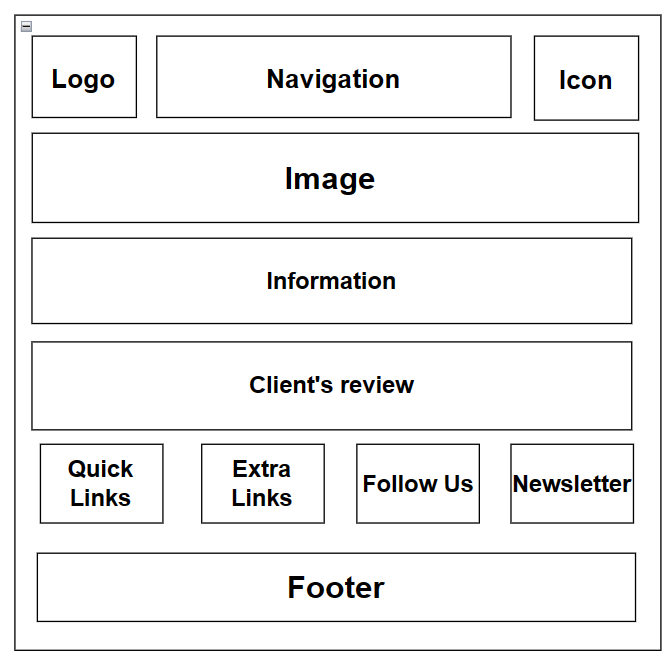 Logo
Navigation
Icon
Image
Information
Client's review
Quick
Links
Extra
Links
Follow Us
Newsletter
Footer